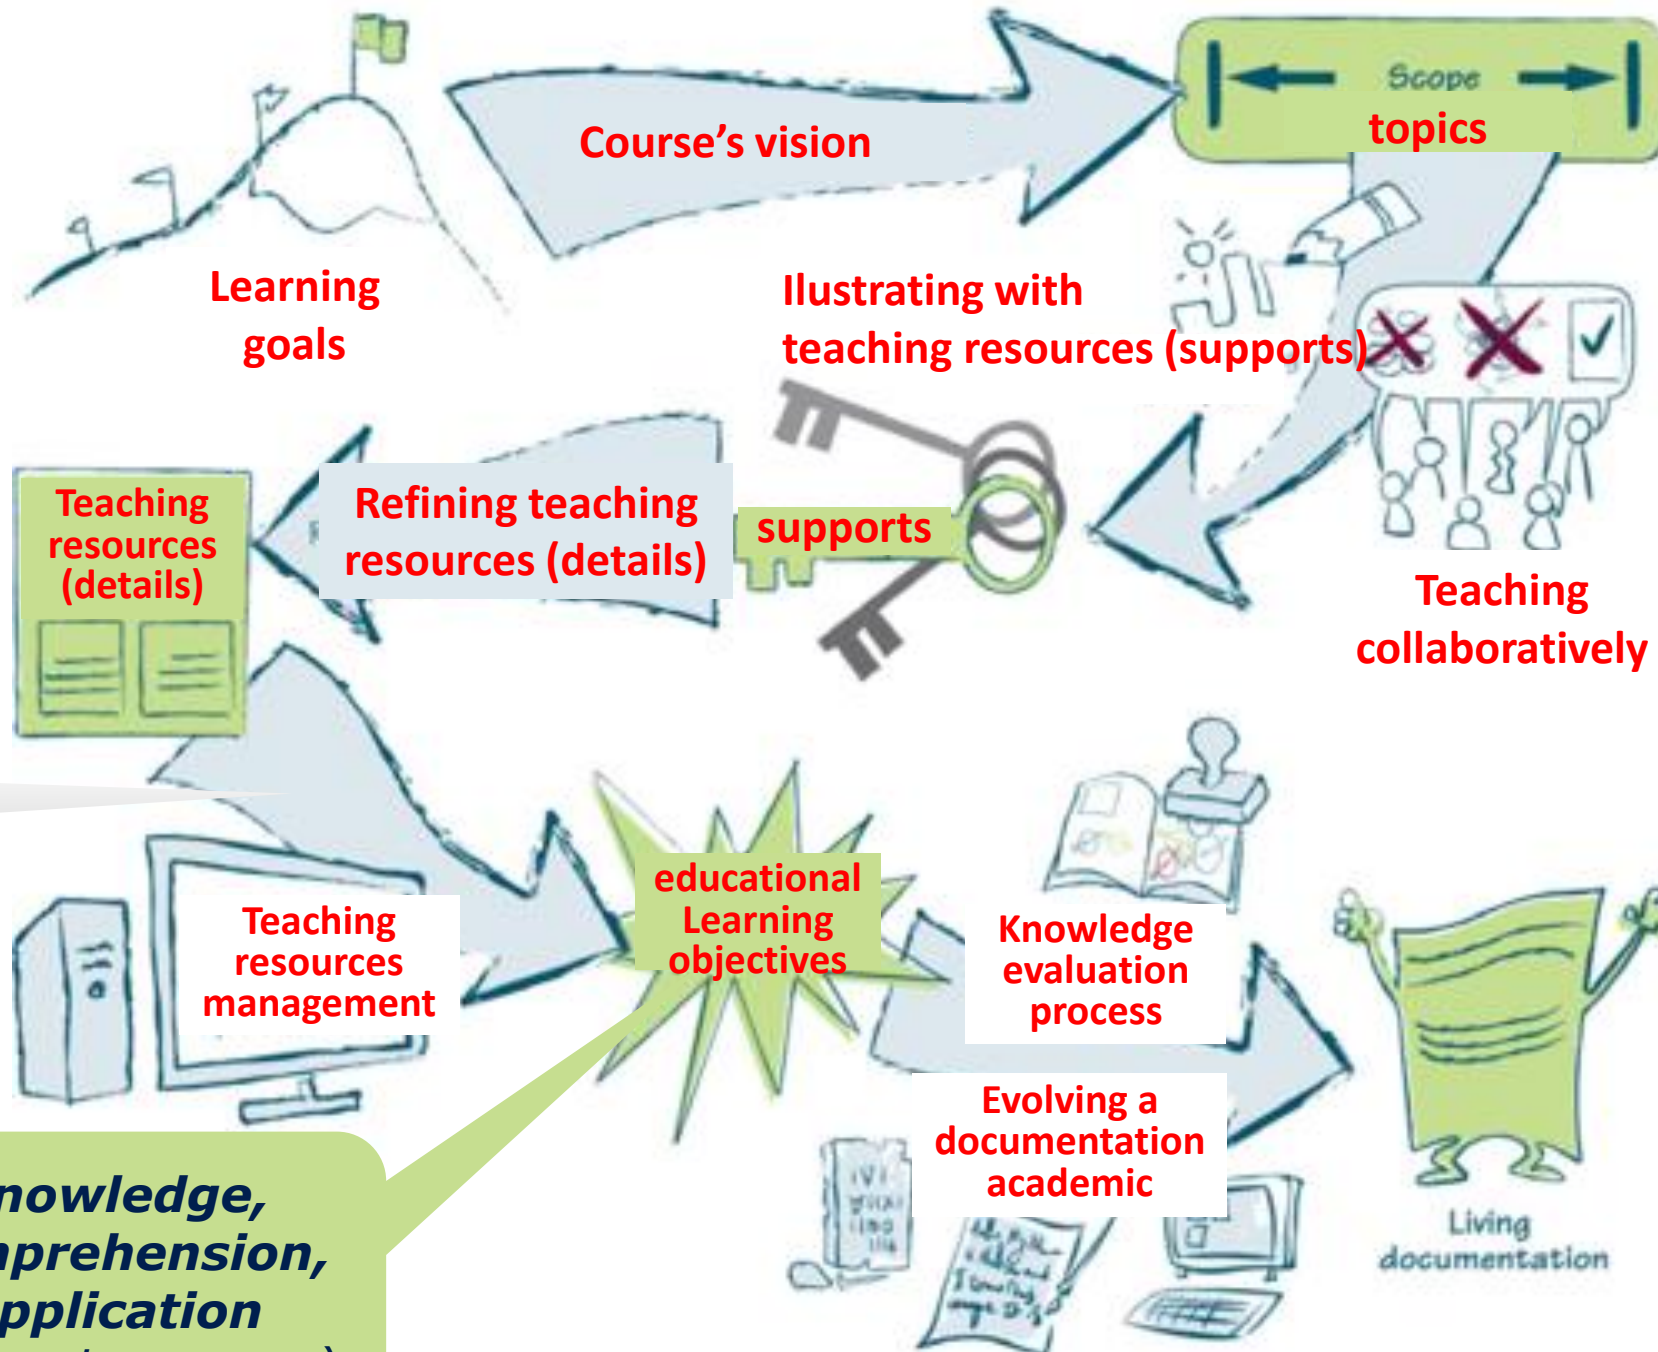 Scope
topics
Course’s vision
Learning
goals
Ilustrating with
teaching resources (supports)
Teaching
collaboratively
supports
Refining teaching
resources (details)
Teaching
resources
(details)
Teaching
resources
management
educational
Learning
objectives
Knowledge
evaluation
process
Evolving a
documentation
academic
Living
documentation
nowledge,
mprehension,
pplication